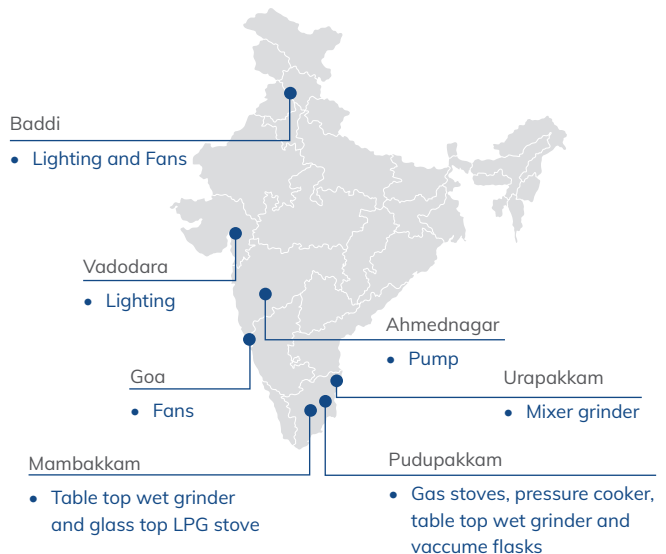 Baddi
• Lighting and Fans
Vadodara
• Lighting
Ahmednagar
• Pump
Goa
• Fans
Urapakkam
• Mixer grinder
Mambakkam
• Table top wet grinder
and glass top LPG stove
Pudupakkam
• Gas stoves, pressure cooker,
table top wet grinder and
vaccume flasks